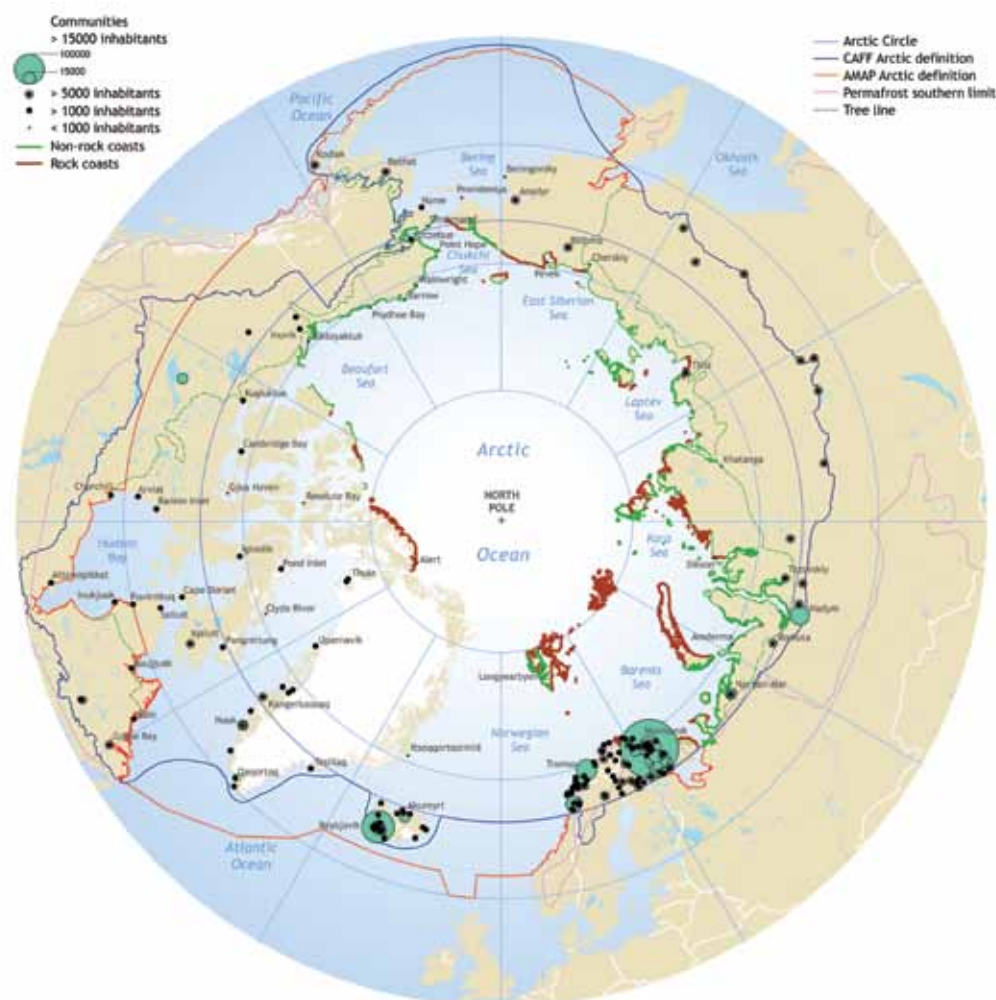 Communities
> 15000 inhabitants
100000
15000
> 5000 inhabitants
> 1000 inhabitants
< 1000 inhabitants
Non-rock coasts
Rock coasts
Arctic Circle
CAFF Arctic definition
AMAP Arctic definition
Permafrost southern limit
Tree line
Pacific
Ocean
Kodiak
Bethel
Bering
Sea
Beringovsky
Okhotsk
Sea
Nome
Provideniya
Anadyr
Point Hope
Chukchi
Sea
Bilibino
Cherskiy
Pevek
Wainwright
Barrow
Prudhoe Bay
East Siberian
Sea
Inuvik
Tuktoyaktuk
Beaufort
Sea
Tiksi
Laptev
Sea
Kugluktuk
Cambridge Bay
Arctic
Khatanga
Churchill
Arviat
Rankin Inlet
Gjoa Haven
Resolute Bay
NORTH
POLE
Hudson
Bay
Ocean
Kara
Sea
Alert
Dikson
Igloolik
Pond Inlet
Thule
Attawapiskat
Inukjuak
Puvirnituq
Cape Dorset
Salluit
Clyde River
Nadym
Amderma
Vorkuta
Iqaluit
Pangnirtung
Upernavik
Kuujjuaq
Longyearbyen
Barents
Sea
Naryan-Mar
Kangerlussuaq
Nuuk
Norwegian
Sea
Nain
Goose Bay
Ittoqqortoormiit
Tromsø
Qaqortoq
Tasiilaq
Akureyri
Reykjavik
Atlantic
Ocean